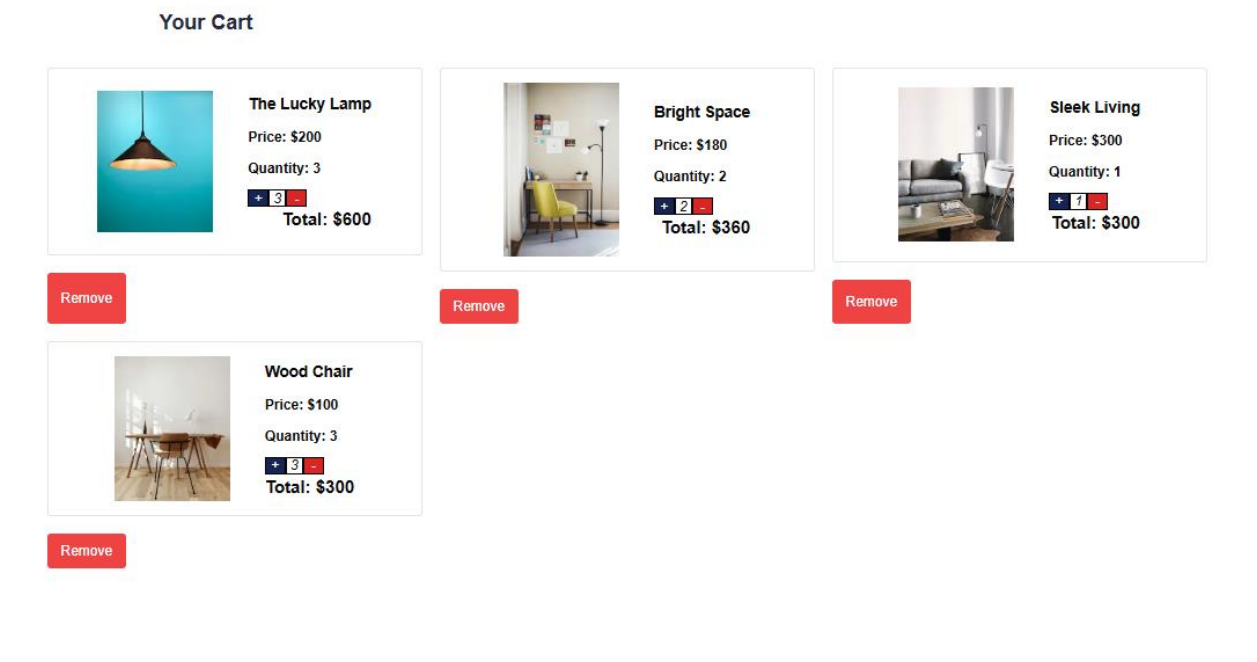 Your Cart
The Lucky Lamp
Price: $200
Quantity: 3
+ 3 -
Total: $600
Remove
Bright Space
Price: $180
Quantity: 2
+ 2 -
Total: $360
Remove
Sleek Living
Price: $300
Quantity: 1
+ 1 -
Total: $300
Remove
Wood Chair
Price: $100
Quantity: 3
+ 3 -
Total: $300
Remove